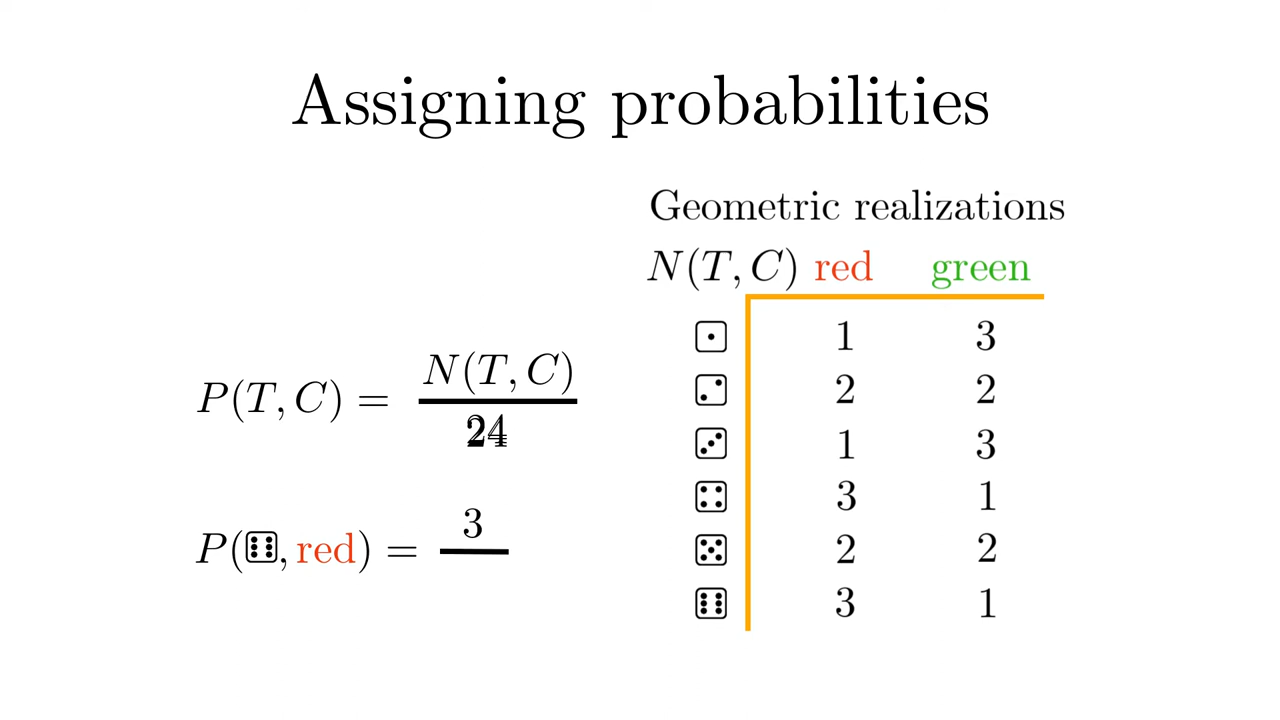 Assigning probabilities
Geometric realizations
N(T, C) red green
⚀ 1 3
⚁ 2 2
⚂ 1 3
⚃ 3 1
⚄ 2 2
⚅ 3 1
P(T, C) = N(T, C)
24
P(⚅, red) = 3